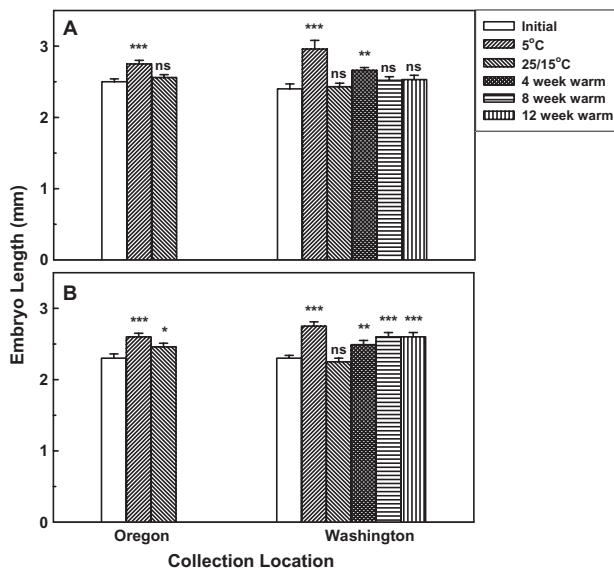 A
***
ns
***
ns
**
ns
ns
3
2
1
0
Initial
5°C
25/15°C
4 week warm
8 week warm
12 week warm
B
***
*
***
ns
**
***
***
3
2
1
0
Embryo Length (mm)
Oregon
Washington
Collection Location